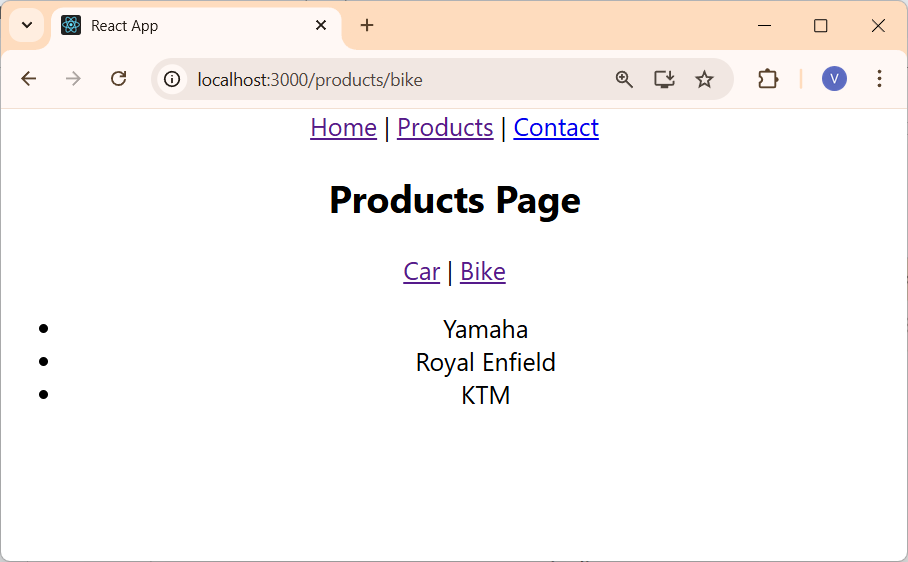 React App
localhost:3000/products/bike
V
Home | Products | Contact
Products Page
Car | Bike
Yamaha
Royal Enfield
KTM